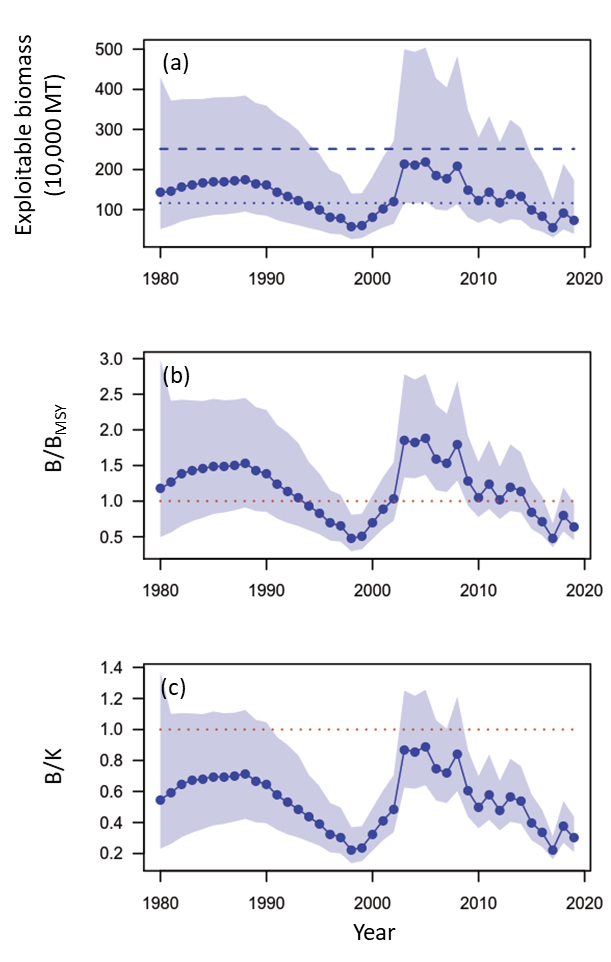 Exploitable biomass
(10,000 MT)
(a)
500
400
300
200
100
1980 1990 2000 2010 2020
B/BMSY
(b)
3.0
2.5
2.0
1.5
1.0
0.5
1980 1990 2000 2010 2020
B/K
(c)
1.4
1.2
1.0
0.8
0.6
0.4
0.2
1980 1990 2000 2010 2020
Year